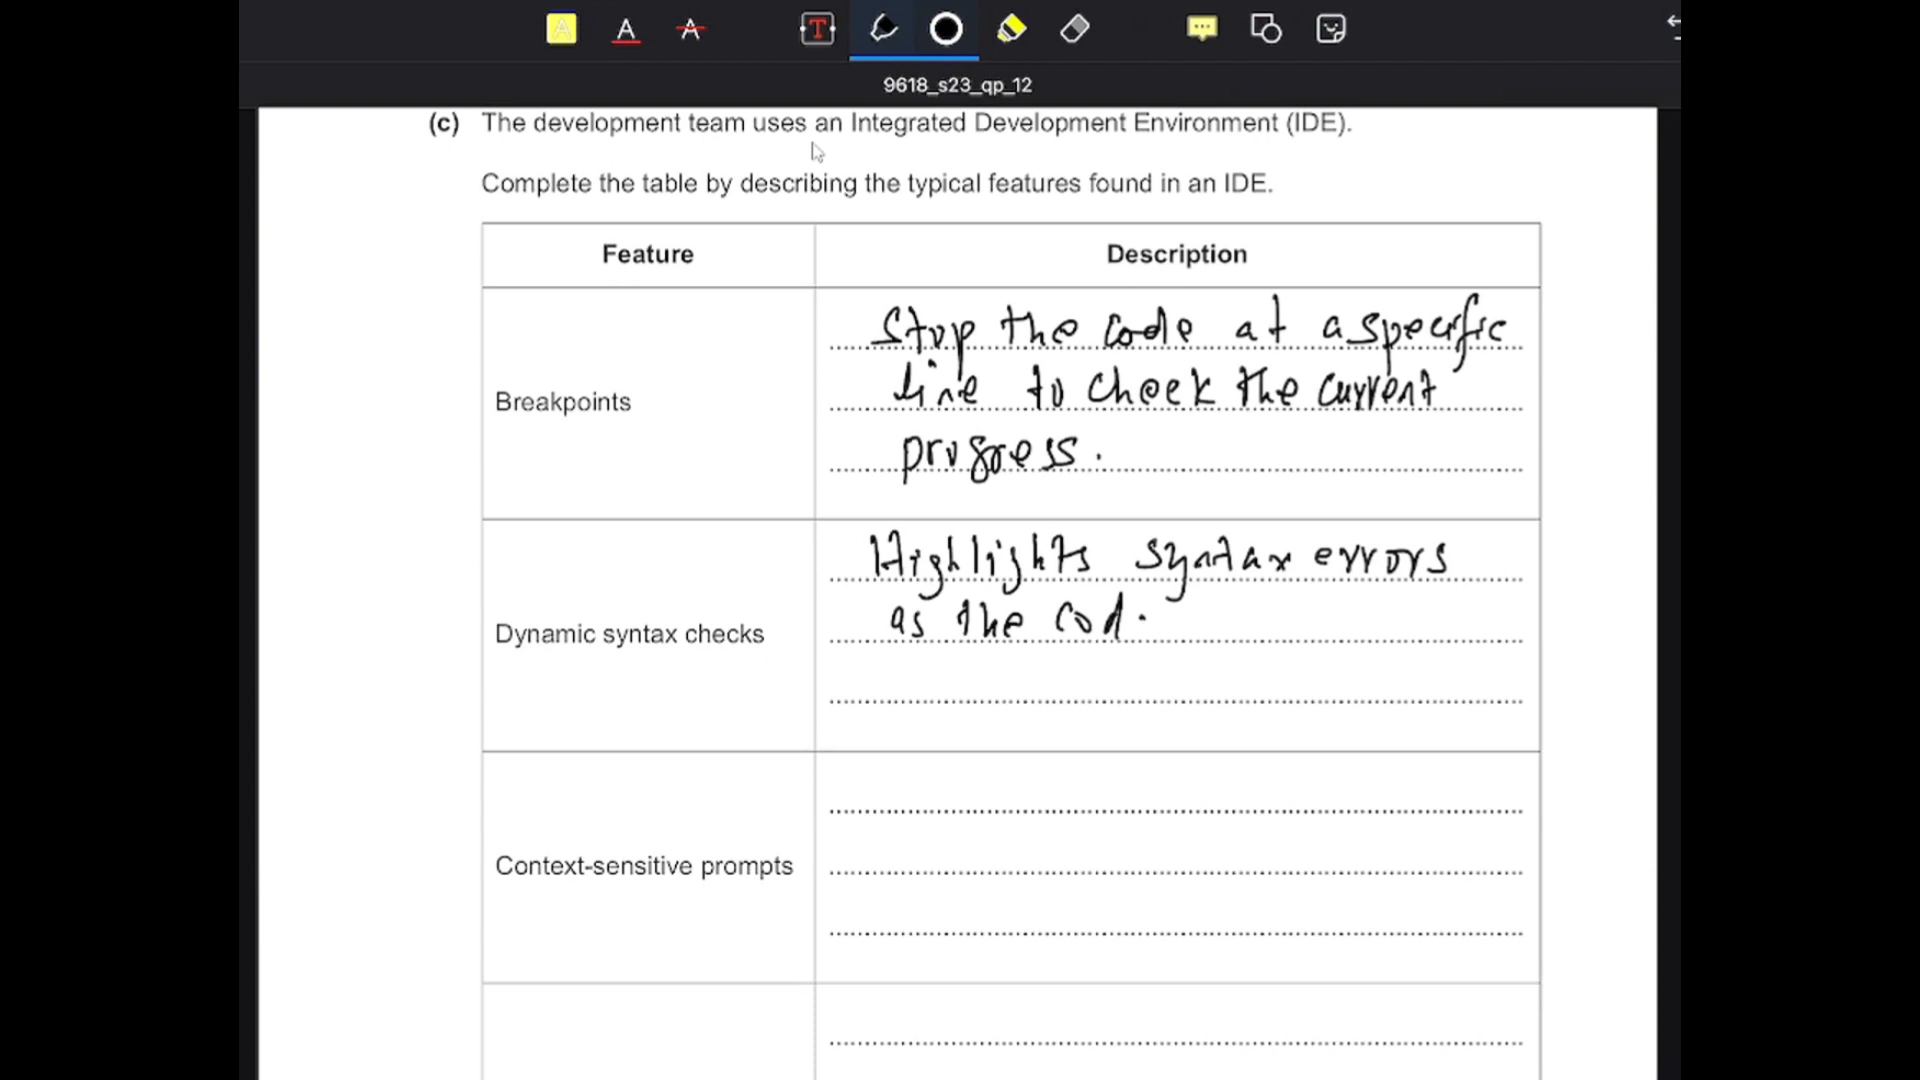 A A A T
9618_s23_qp_12
(c) The development team uses an Integrated Development Environment (IDE).
Complete the table by describing the typical features found in an IDE.
Feature Description
Breakpoints
Stop the code at a specific
line to check the current
progress.
Dynamic syntax checks
Highlights syntax errors
as the cod.
Context-sensitive prompts